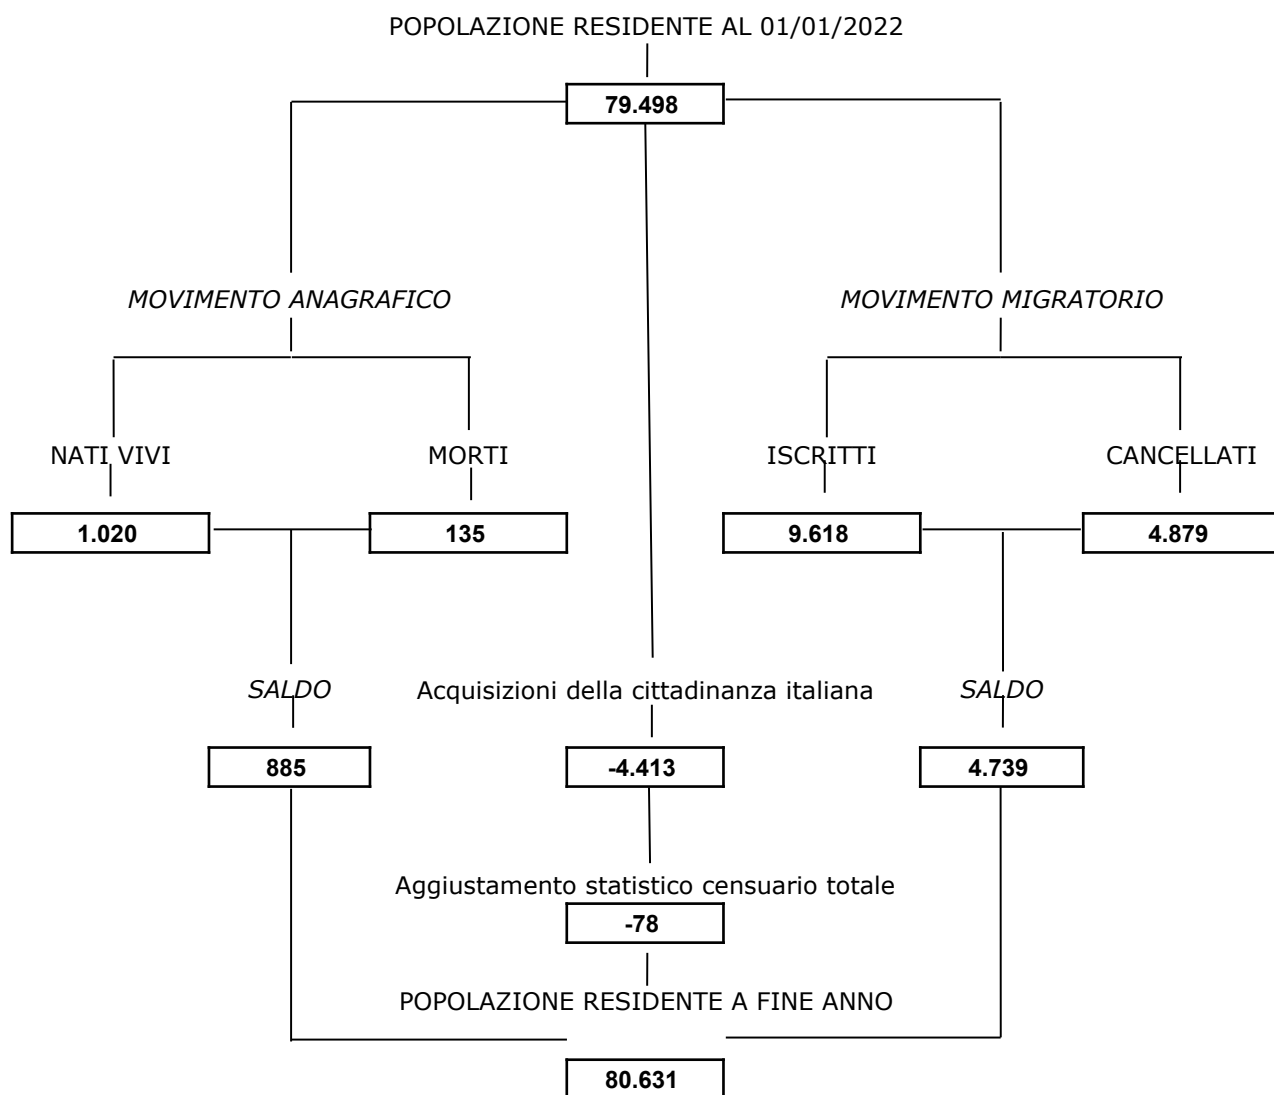 POPOLAZIONE RESIDENTE AL 01/01/2022
79.498
MOVIMENTO ANAGRAFICO
MOVIMENTO MIGRATORIO
NATI VIVI
MORTI
ISCRITTI
CANCELLATI
1.020
135
9.618
4.879
SALDO
Acquisizioni della cittadinanza italiana
SALDO
885
-4.413
4.739
Aggiustamento statistico censuario totale
-78
POPOLAZIONE RESIDENTE A FINE ANNO
80.631